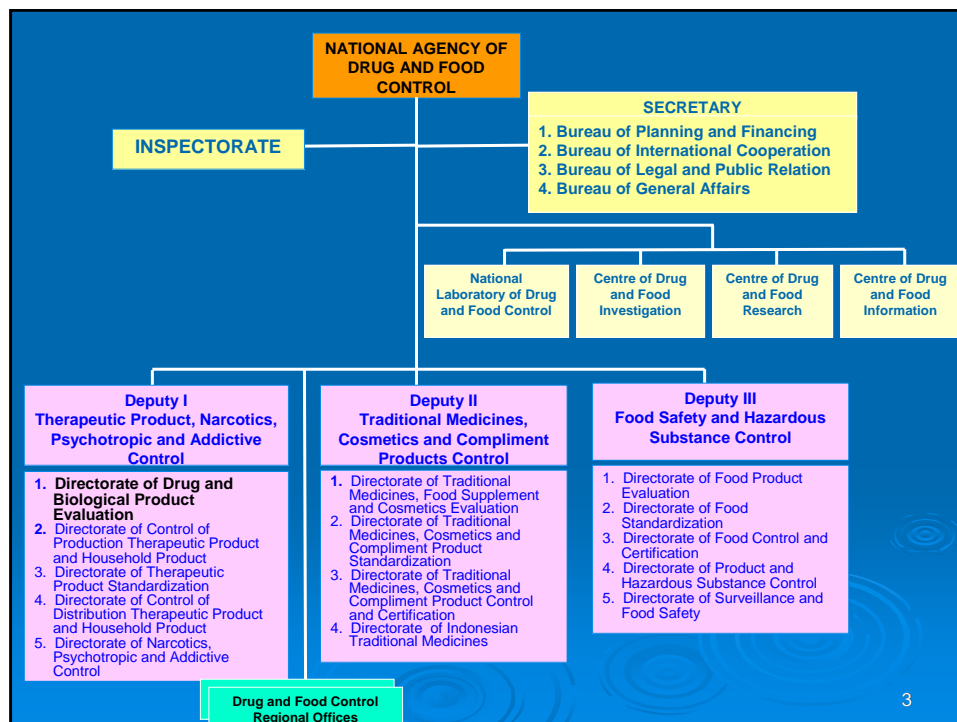 NATIONAL AGENCY OF
DRUG AND FOOD
CONTROL
INSPECTORATE
SECRETARY
1. Bureau of Planning and Financing
2. Bureau of International Cooperation
3. Bureau of Legal and Public Relation
4. Bureau of General Affairs
National
Laboratory of Drug
and Food Control
Centre of Drug
and Food
Investigation
Centre of Drug
and Food
Research
Centre of Drug
and Food
Information
Deputy I
Therapeutic Product, Narcotics,
Psychotropic and Addictive
Control
1. Directorate of Drug and
Biological Product
Evaluation
2. Directorate of Control of
Production Therapeutic Product
and Household Product
3. Directorate of Therapeutic
Product Standardization
4. Directorate of Control of
Distribution Therapeutic Product
and Household Product
5. Directorate of Narcotics,
Psychotropic and Addictive
Control
Deputy II
Traditional Medicines,
Cosmetics and Compliment
Products Control
1. Directorate of Traditional
Medicines, Food Supplement
and Cosmetics Evaluation
2. Directorate of Traditional
Medicines, Cosmetics and
Compliment Product
Standardization
3. Directorate of Traditional
Medicines, Cosmetics and
Compliment Product Control
and Certification
4. Directorate of Indonesian
Traditional Medicines
Deputy III
Food Safety and Hazardous
Substance Control
1. Directorate of Food Product
Evaluation
2. Directorate of Food
Standardization
3. Directorate of Food Control and
Certification
4. Directorate of Product and
Hazardous Substance Control
5. Directorate of Surveillance and
Food Safety
Drug and Food Control
Regional Offices
3